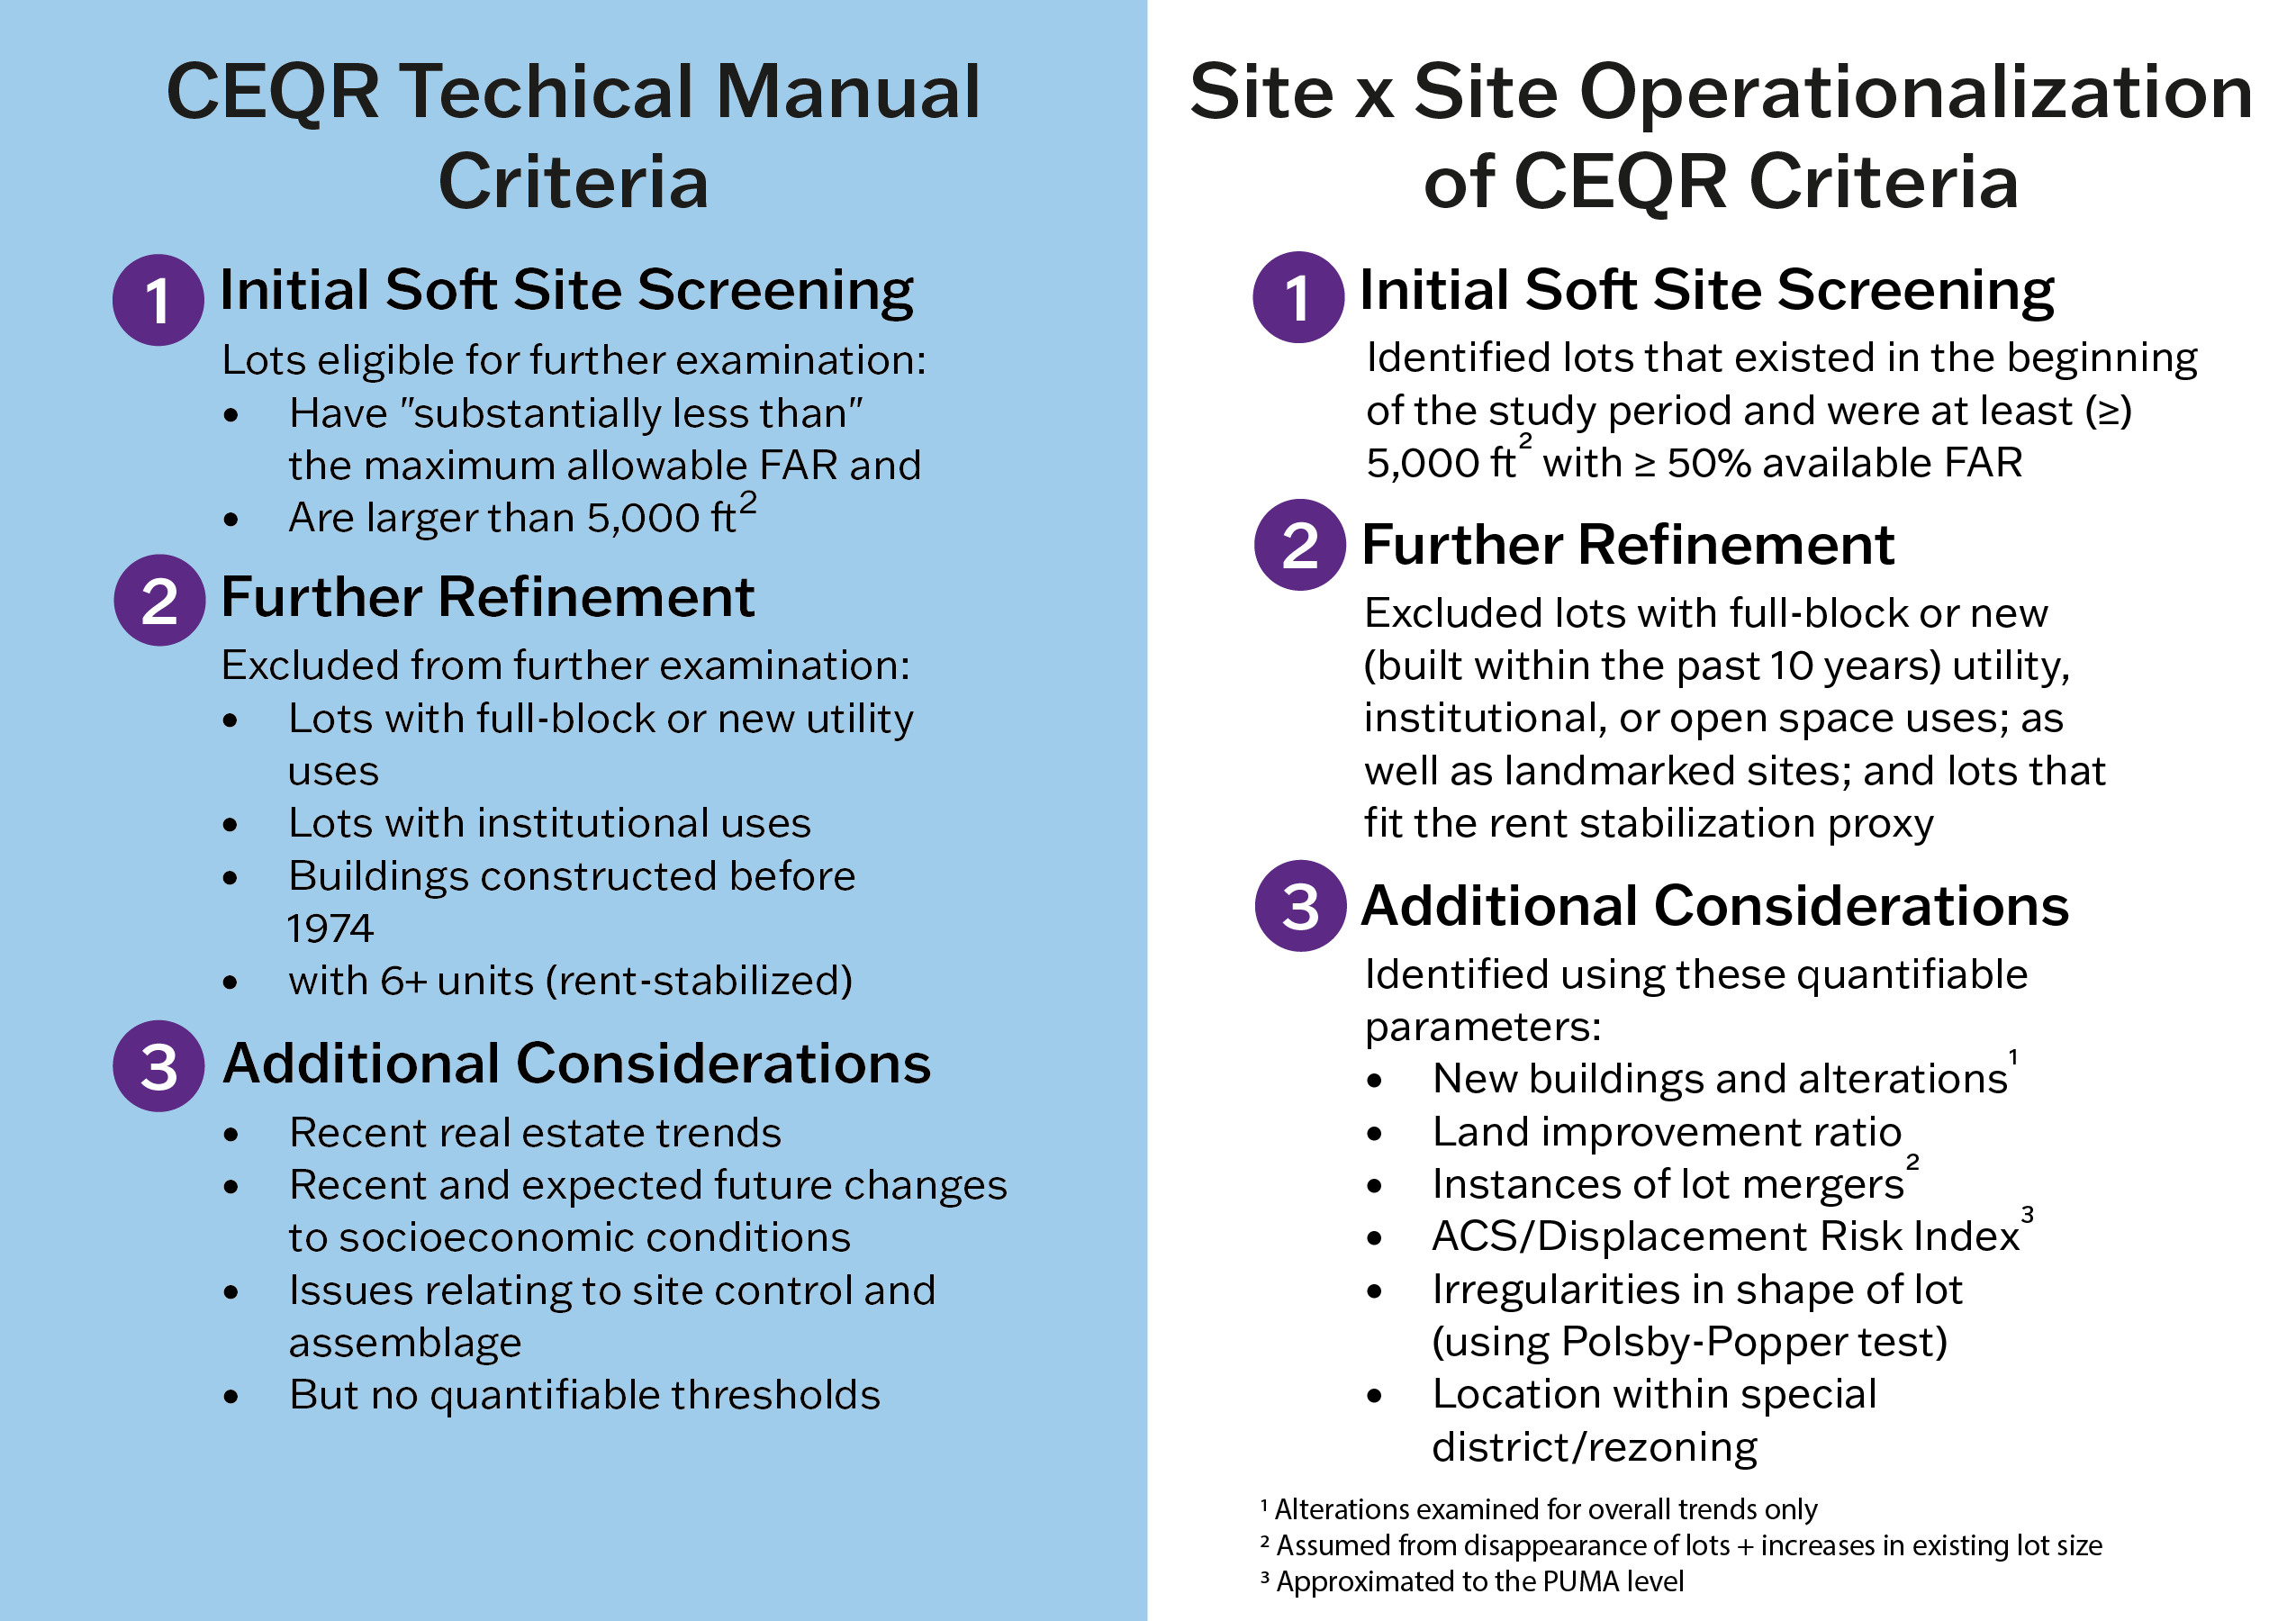 CEQR Techical Manual
Criteria
1 Initial Soft Site Screening
Lots eligible for further examination:
• Have "substantially less than"
the maximum allowable FAR and
• Are larger than 5,000 ft²
2 Further Refinement
Excluded from further examination:
• Lots with full-block or new utility
uses
• Lots with institutional uses
• Buildings constructed before
1974
• with 6+ units (rent-stabilized)
3 Additional Considerations
• Recent real estate trends
• Recent and expected future changes
to socioeconomic conditions
• Issues relating to site control and
assemblage
• But no quantifiable thresholds
Site x Site Operationalization
of CEQR Criteria
1 Initial Soft Site Screening
Identified lots that existed in the beginning
of the study period and were at least (≥)
5,000 ft² with ≥ 50% available FAR
2 Further Refinement
Excluded lots with full-block or new
(built within the past 10 years) utility,
institutional, or open space uses; as
well as landmarked sites; and lots that
fit the rent stabilization proxy
3 Additional Considerations
Identified using these quantifiable
parameters:
• New buildings and alterations¹
• Land improvement ratio
• Instances of lot mergers²
• ACS/Displacement Risk Index³
• Irregularities in shape of lot
(using Polsby-Popper test)
• Location within special
district/rezoning
¹ Alterations examined for overall trends only
² Assumed from disappearance of lots + increases in existing lot size
³ Approximated to the PUMA level